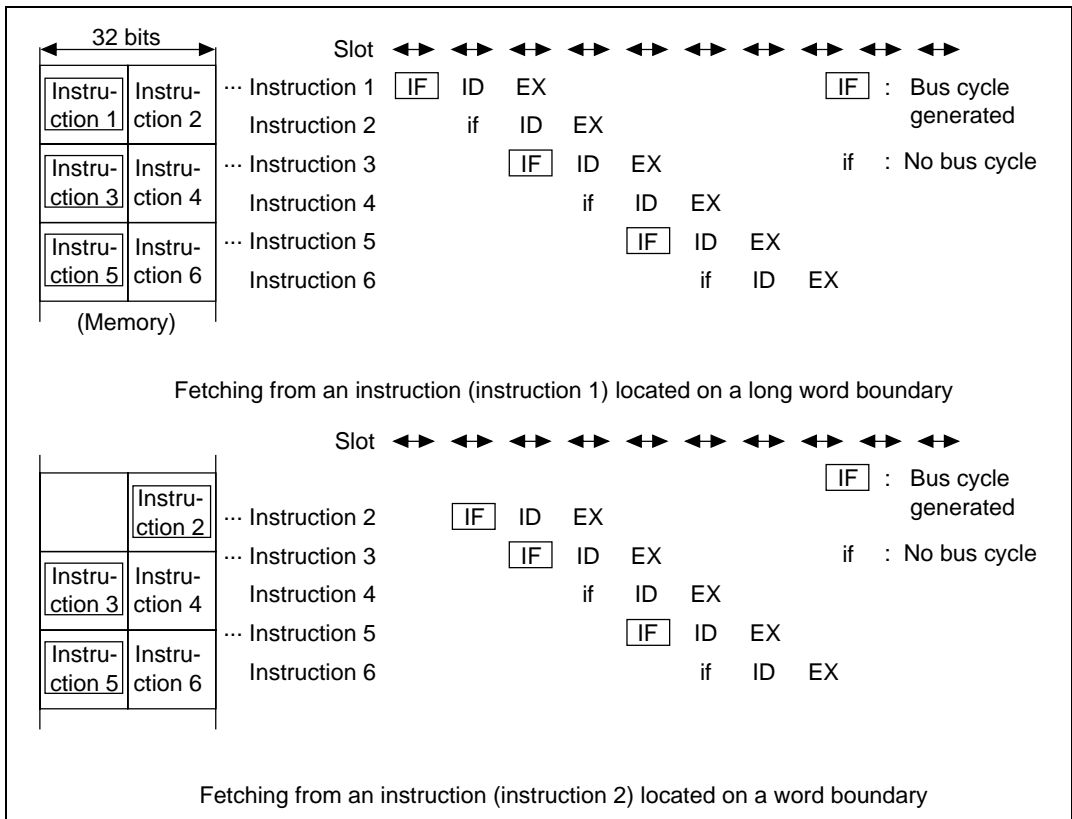 32 bits
Slot
Instru-
ction 1
Instru-
ction 2
... Instruction 1 IF ID EX
IF : Bus cycle
generated
Instruction 2 if ID EX
Instru-
ction 3
Instru-
ction 4
... Instruction 3 IF ID EX
if : No bus cycle
Instruction 4 if ID EX
Instru-
ction 5
Instru-
ction 6
... Instruction 5 IF ID EX
Instruction 6 if ID EX
(Memory)
Fetching from an instruction (instruction 1) located on a long word boundary
Slot
IF : Bus cycle
generated
Instru-
ction 2
... Instruction 2 IF ID EX
... Instruction 3 IF ID EX
if : No bus cycle
Instru-
ction 3
Instru-
ction 4
Instruction 4 if ID EX
... Instruction 5 IF ID EX
Instru-
ction 5
Instru-
ction 6
Instruction 6 if ID EX
Fetching from an instruction (instruction 2) located on a word boundary